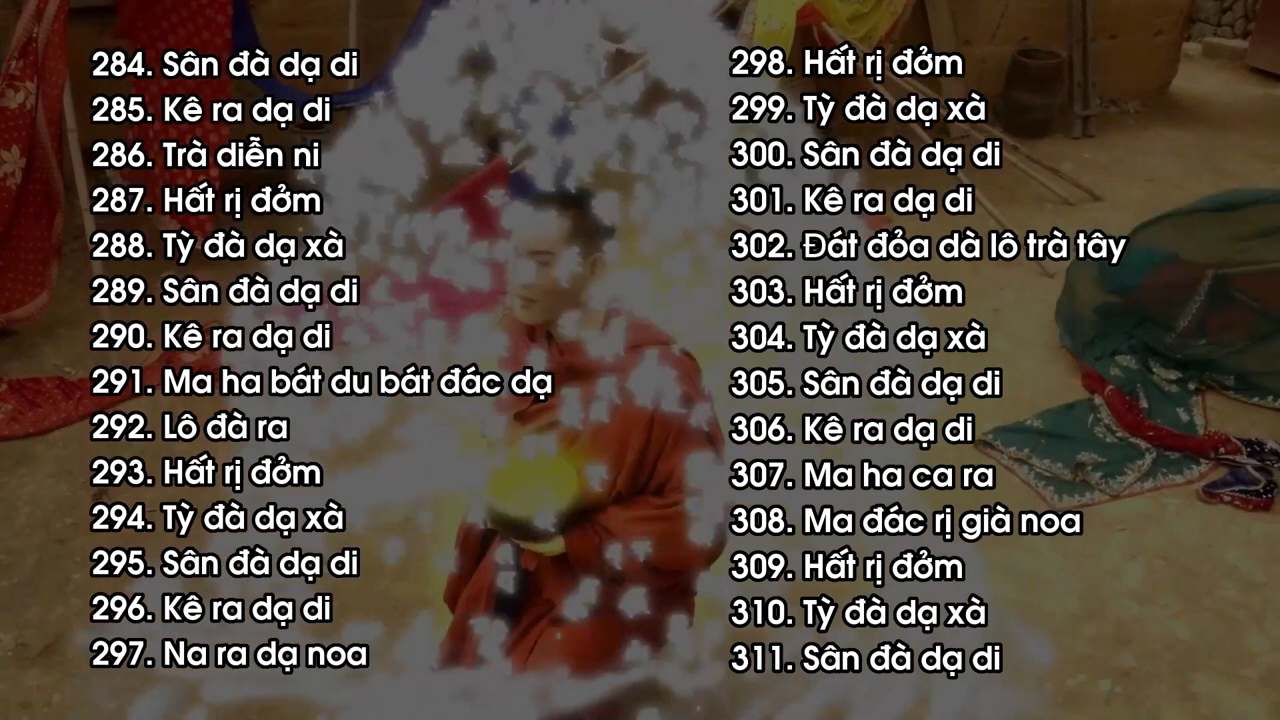 284. Sân đà dạ di
285. Kê ra dạ di
286. Trà diễn ni
287. Hất rị đởm
288. Tỳ đà dạ xà
289. Sân đà dạ di
290. Kê ra dạ di
291. Ma ha bát du bát đác dạ
292. Lô đà ra
293. Hất rị đởm
294. Tỳ đà dạ xà
295. Sân đà dạ di
296. Kê ra dạ di
297. Na ra dạ noa
298. Hất rị đởm
299. Tỳ đà dạ xà
300. Sân đà dạ di
301. Kê ra dạ di
302. Đát đỏa dà lô trà tây
303. Hất rị đởm
304. Tỳ đà dạ xà
305. Sân đà dạ di
306. Kê ra dạ di
307. Ma ha ca ra
308. Ma đác rị già noa
309. Hất rị đởm
310. Tỳ đà dạ xà
311. Sân đà dạ di